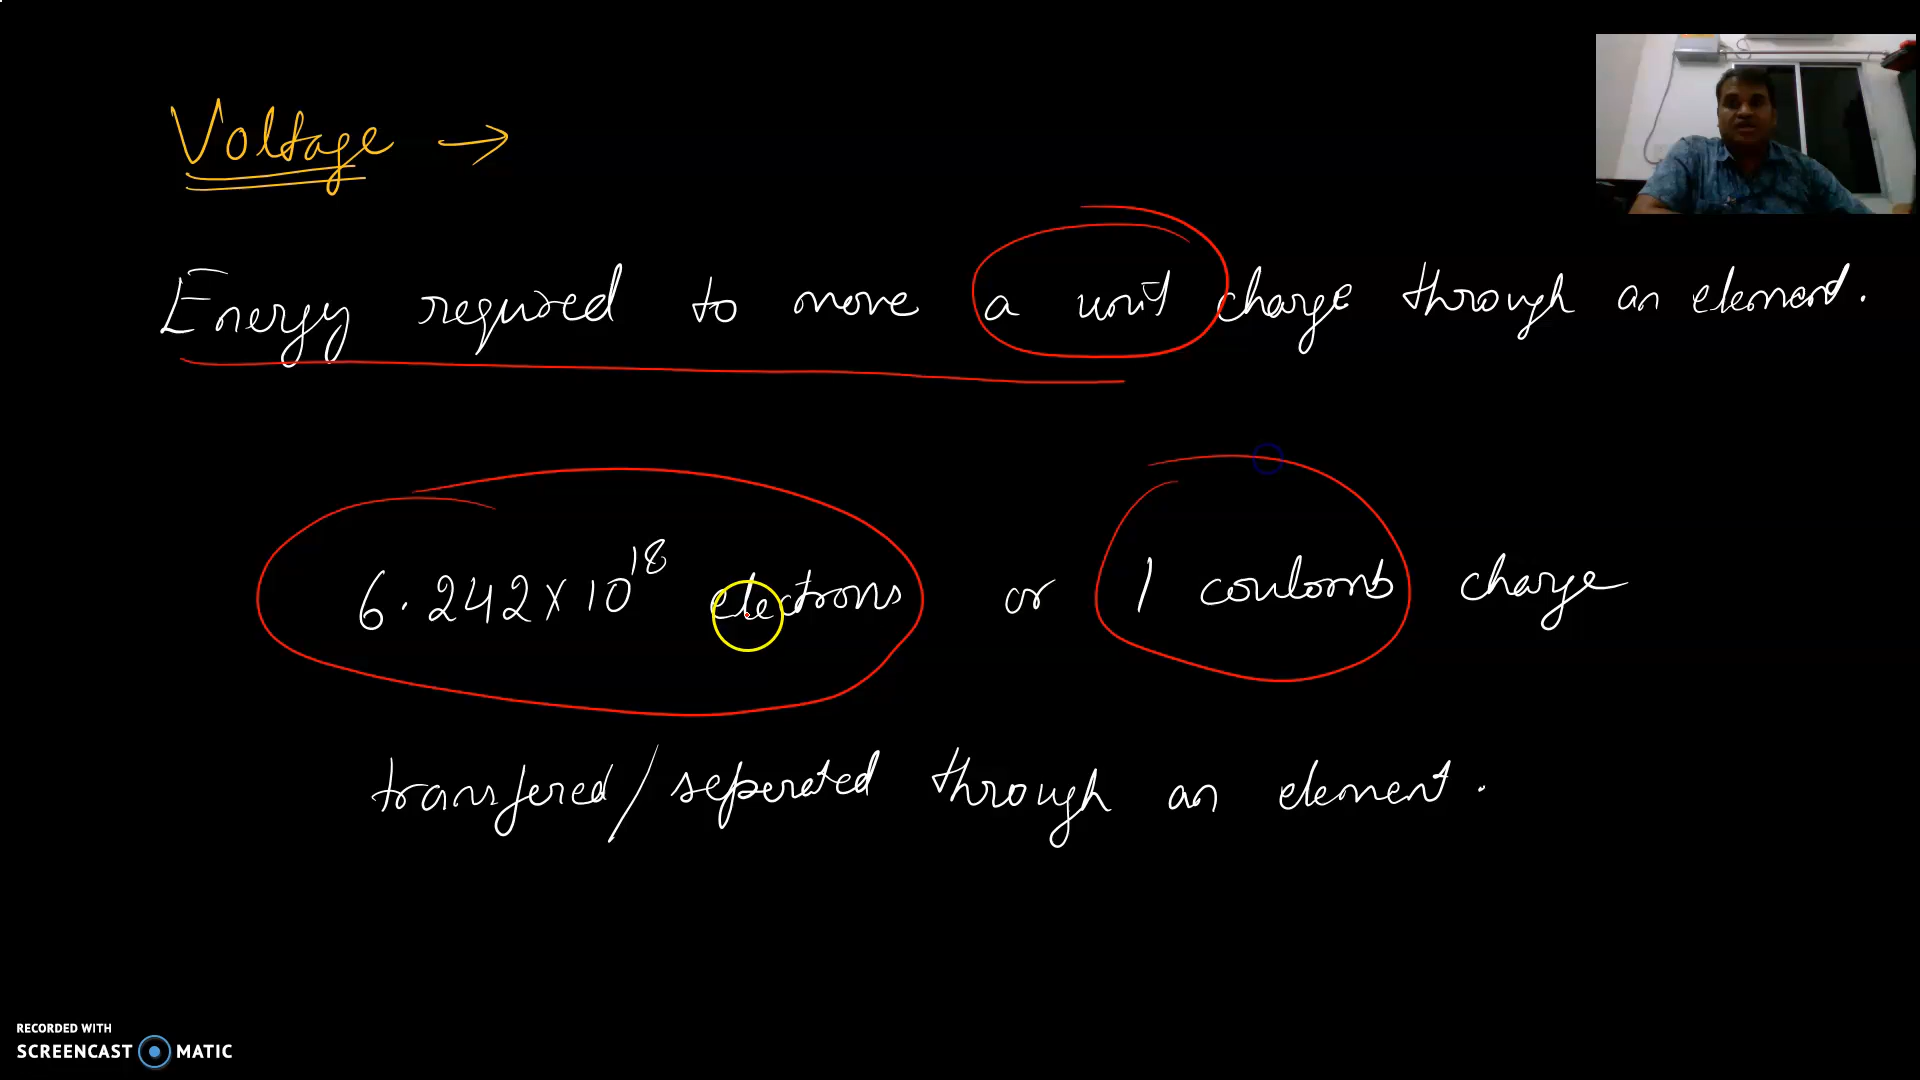 Voltage →
Energy required to move a unit charge through an element.
6.242×10^18 electrons or 1 coulomb charge
transfered/seperated through an element.
RECORDED WITH
SCREENCAST MATIC